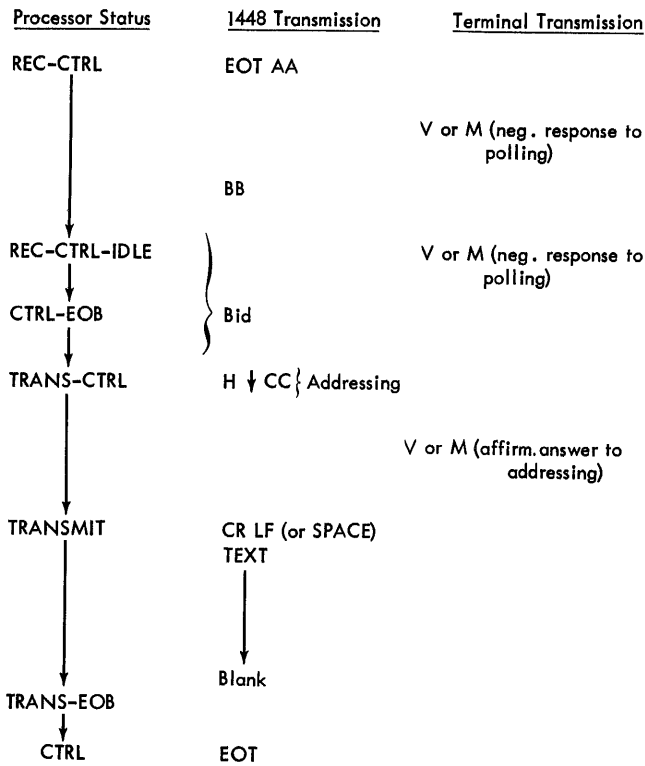 Processor Status 1448 Transmission Terminal Transmission
REC-CTRL EOT AA
V or M (neg. response to
polling)
BB
REC-CTRL-IDLE V or M (neg. response to
polling)
CTRL-EOB Bid
TRANS-CTRL H ↓ CC} Addressing
V or M (affirm. answer to
addressing)
TRANSMIT CR LF (or SPACE)
TEXT
Blank
TRANS-EOB
CTRL EOT